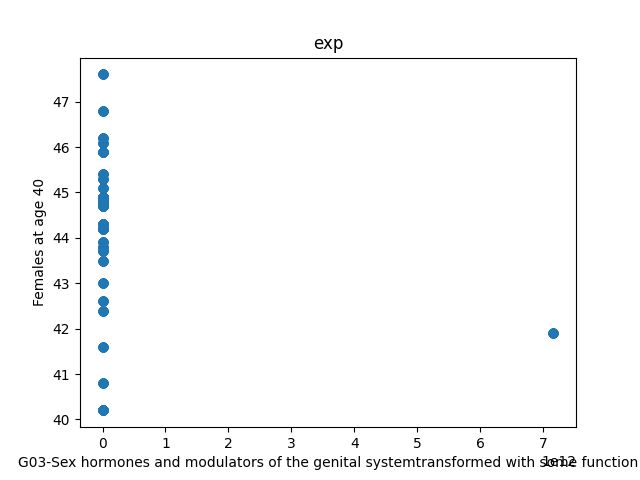 exp
Females at age 40
47
46
45
44
43
42
41
40
0 1 2 3 4 5 6 7
1e12
G03-Sex hormones and modulators of the genital systemtransformed with some function